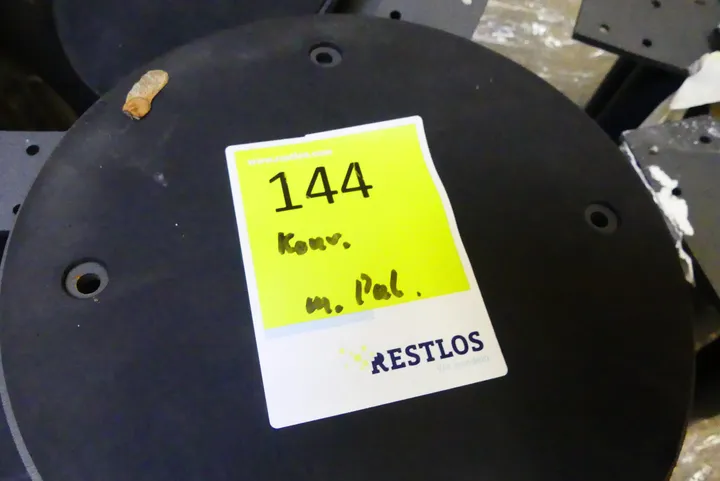 144
Konv.
m. Pal.
RESTLOS